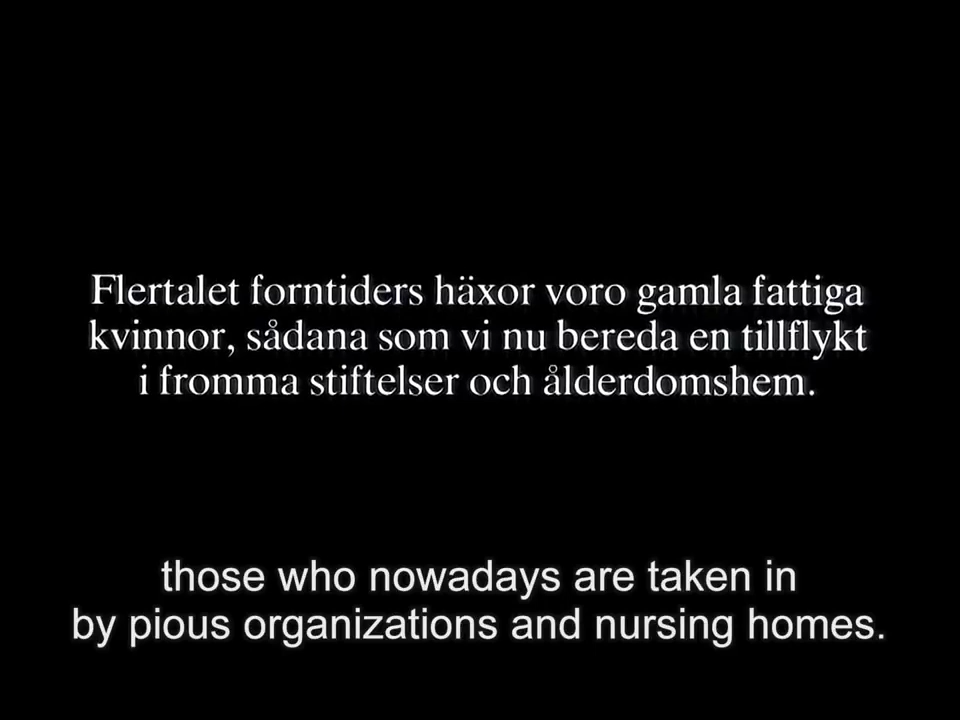 Flertalet forntiders häxor voro gamla fattiga
kvinnor, sådana som vi nu bereda en tillflykt
i fromma stiftelser och ålderdomshem.
those who nowadays are taken in
by pious organizations and nursing homes.